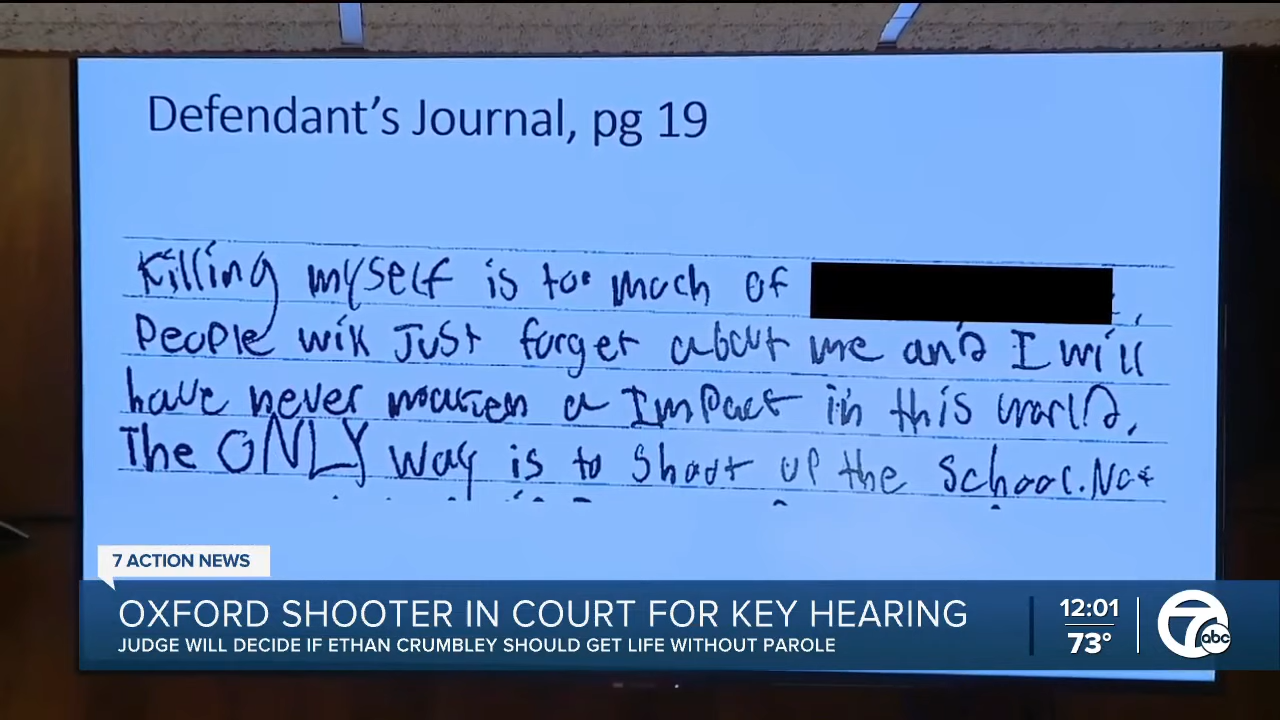 Defendant's Journal, pg 19
Killing myself is too much of
People will Just forget about me and I will
have never a Impact in this world.
The ONLY way is to shoot up the School. Not
7 ACTION NEWS
OXFORD SHOOTER IN COURT FOR KEY HEARING
JUDGE WILL DECIDE IF ETHAN CRUMBLEY SHOULD GET LIFE WITHOUT PAROLE
12:01
73°
7 abc